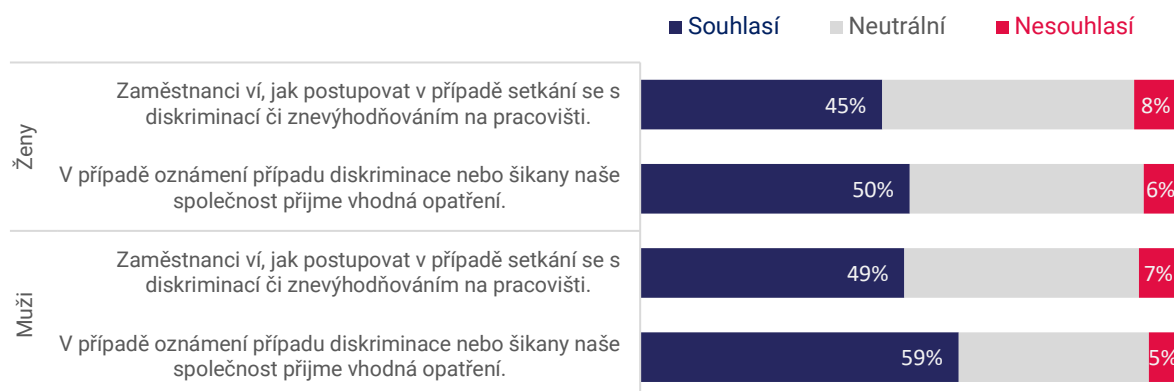 Souhlasí Neutrální Nesouhlasí
Ženy
Zaměstnanci ví, jak postupovat v případě setkání se s
diskriminací či znevýhodňováním na pracovišti.
45% 8%
V případě oznámení případu diskriminace nebo šikany naše
společnost přijme vhodná opatření.
50% 6%
Muži
Zaměstnanci ví, jak postupovat v případě setkání se s
diskriminací či znevýhodňováním na pracovišti.
49% 7%
V případě oznámení případu diskriminace nebo šikany naše
společnost přijme vhodná opatření.
59% 5%